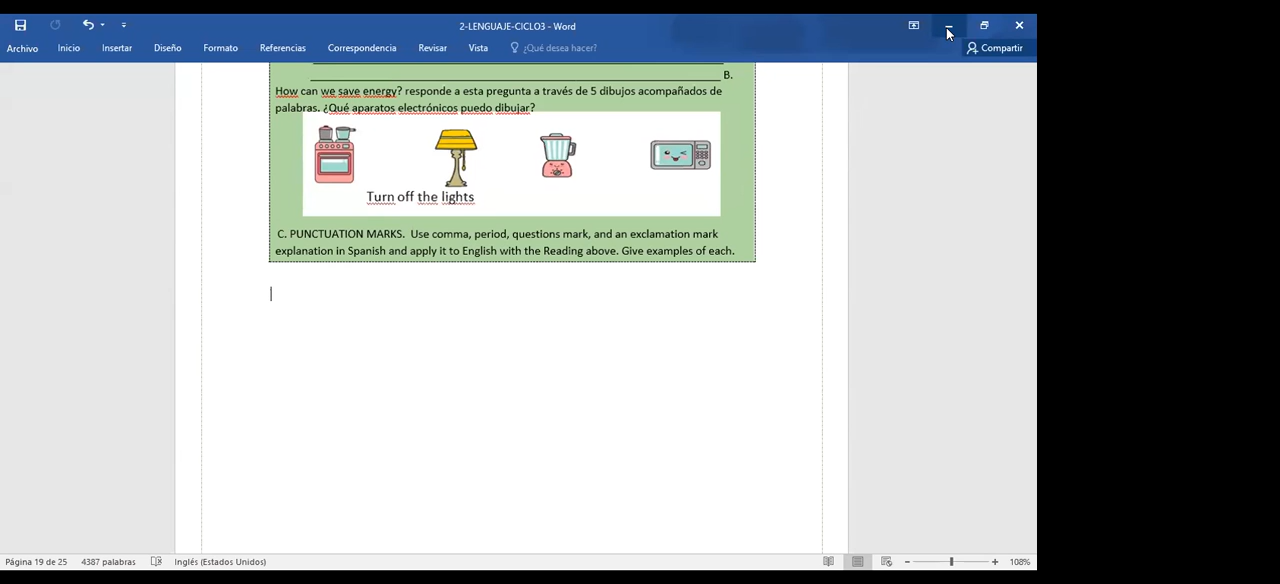 2-LENGUAJE-CICLO3 - Word
Archivo Inicio Insertar Diseño Formato Referencias Correspondencia Revisar Vista ¿Qué desea hacer? Compartir
B.
How can we save energy? responde a esta pregunta a través de 5 dibujos acompañados de
palabras. ¿Qué aparatos electrónicos puedo dibujar?
Turn off the lights
C. PUNCTUATION MARKS. Use comma, period, questions mark, and an exclamation mark
explanation in Spanish and apply it to English with the Reading above. Give examples of each.
Página 19 de 25 4387 palabras Inglés (Estados Unidos) 108%